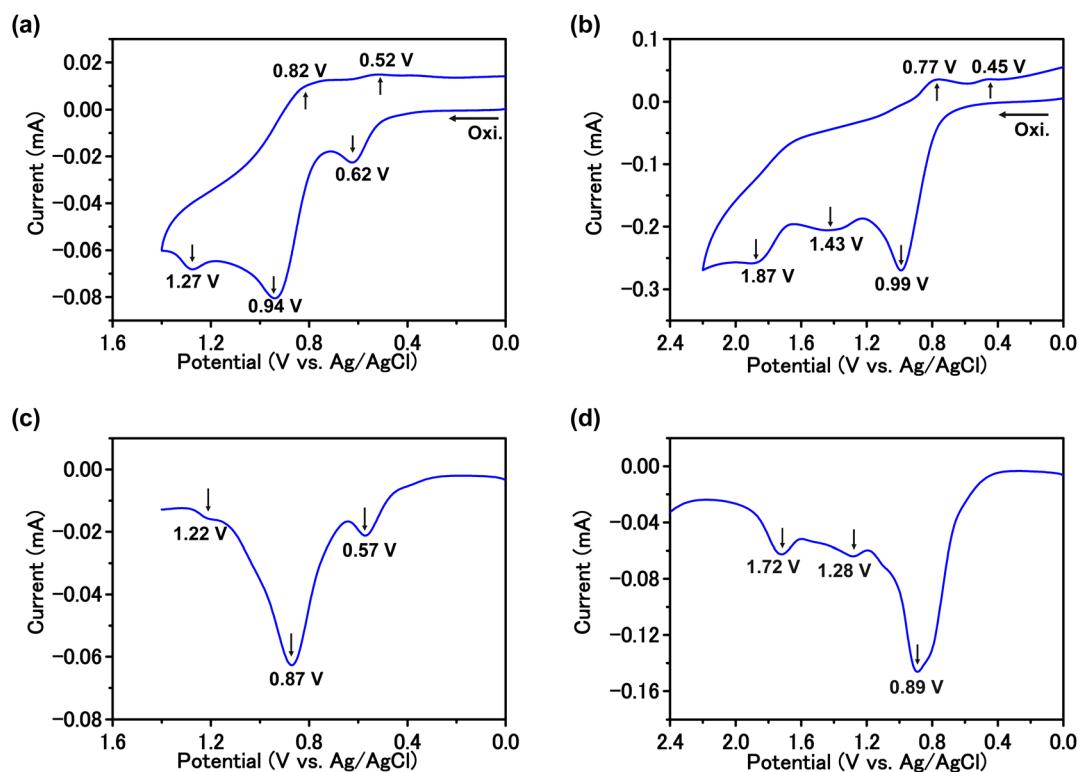 (a)
0.02
0.00
−0.02
−0.04
−0.06
−0.08
Current (mA)
0.82 V
0.52 V
Oxi.
0.62 V
1.27 V
0.94 V
1.6
1.2
0.8
0.4
0.0
Potential (V vs. Ag/AgCl)
(b)
0.1
0.0
−0.1
−0.2
−0.3
Current (mA)
0.77 V
0.45 V
Oxi.
1.43 V
1.87 V
0.99 V
2.4
2.0
1.6
1.2
0.8
0.4
0.0
Potential (V vs. Ag/AgCl)
(c)
0.00
−0.02
−0.04
−0.06
−0.08
Current (mA)
1.22 V
0.57 V
0.87 V
1.6
1.2
0.8
0.4
0.0
Potential (V vs. Ag/AgCl)
(d)
0.00
−0.04
−0.08
−0.12
−0.16
Current (mA)
1.72 V
1.28 V
0.89 V
2.4
2.0
1.6
1.2
0.8
0.4
0.0
Potential (V vs. Ag/AgCl)